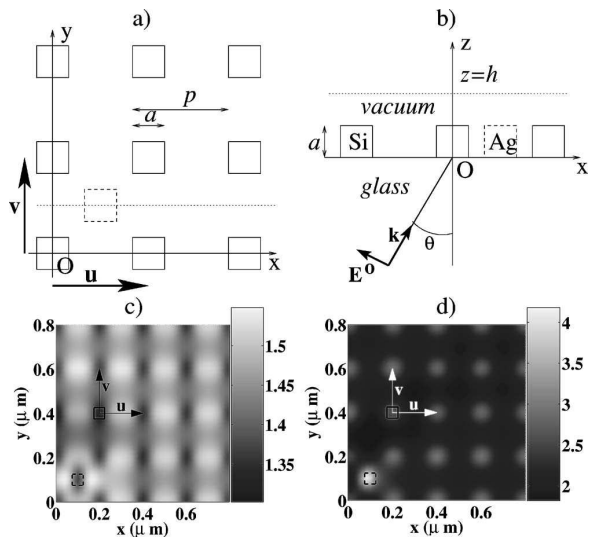 a)
y
p
a
v
O
u
x
b)
z
z=h
vacuum
a
Si
Ag
O
x
glass
k
θ
E⁰
c)
0.8
0.6
0.4
0.2
0
y (μ m)
v
u
0
0.2
0.4
0.6
x (μ m)
1.5
1.45
1.4
1.35
d)
0.8
0.6
0.4
0.2
0
y (μ m)
v
u
0
0.2
0.4
0.6
x (μ m)
4
3.5
3
2.5
2